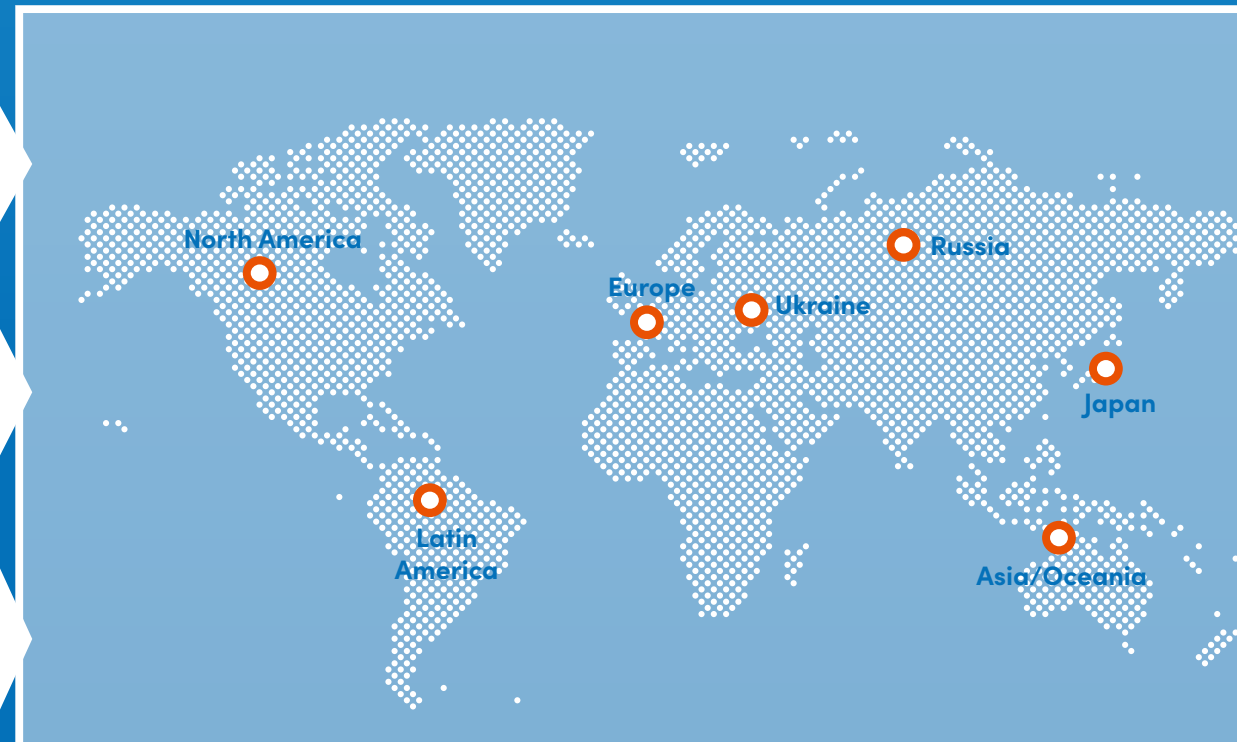 North America
Russia
Europe
Ukraine
Japan
Latin
America
Asia/Oceania